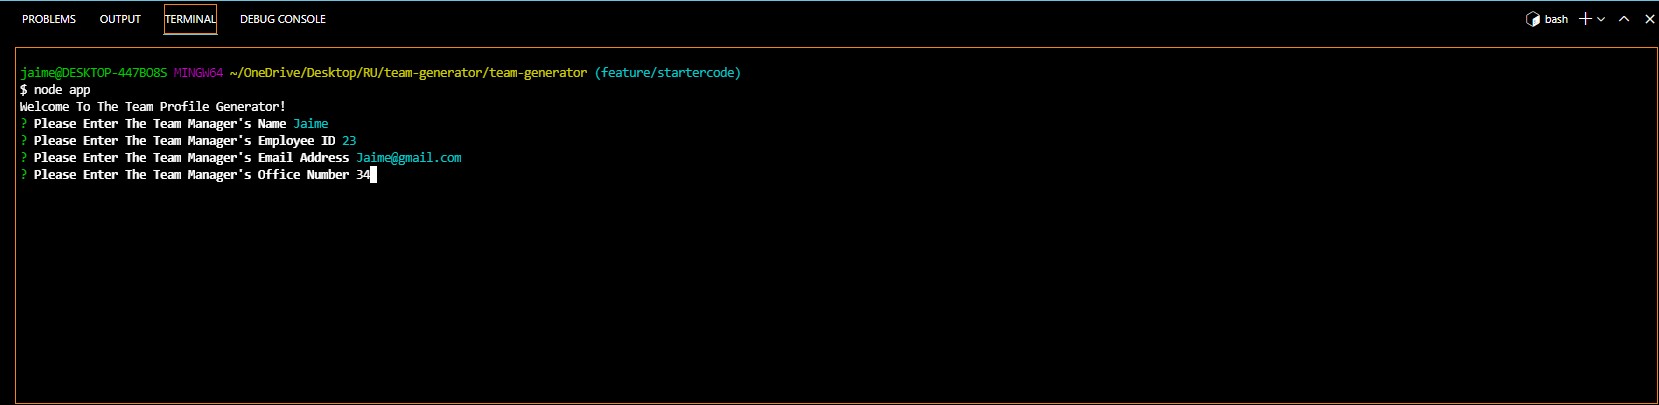 PROBLEMS OUTPUT TERMINAL DEBUG CONSOLE bash
jaime@DESKTOP-447BO8S MINGW64 ~/OneDrive/Desktop/RU/team-generator/team-generator (feature/startercode)
$ node app
Welcome To The Team Profile Generator!
? Please Enter The Team Manager's Name Jaime
? Please Enter The Team Manager's Employee ID 23
? Please Enter The Team Manager's Email Address Jaime@gmail.com
? Please Enter The Team Manager's Office Number 34